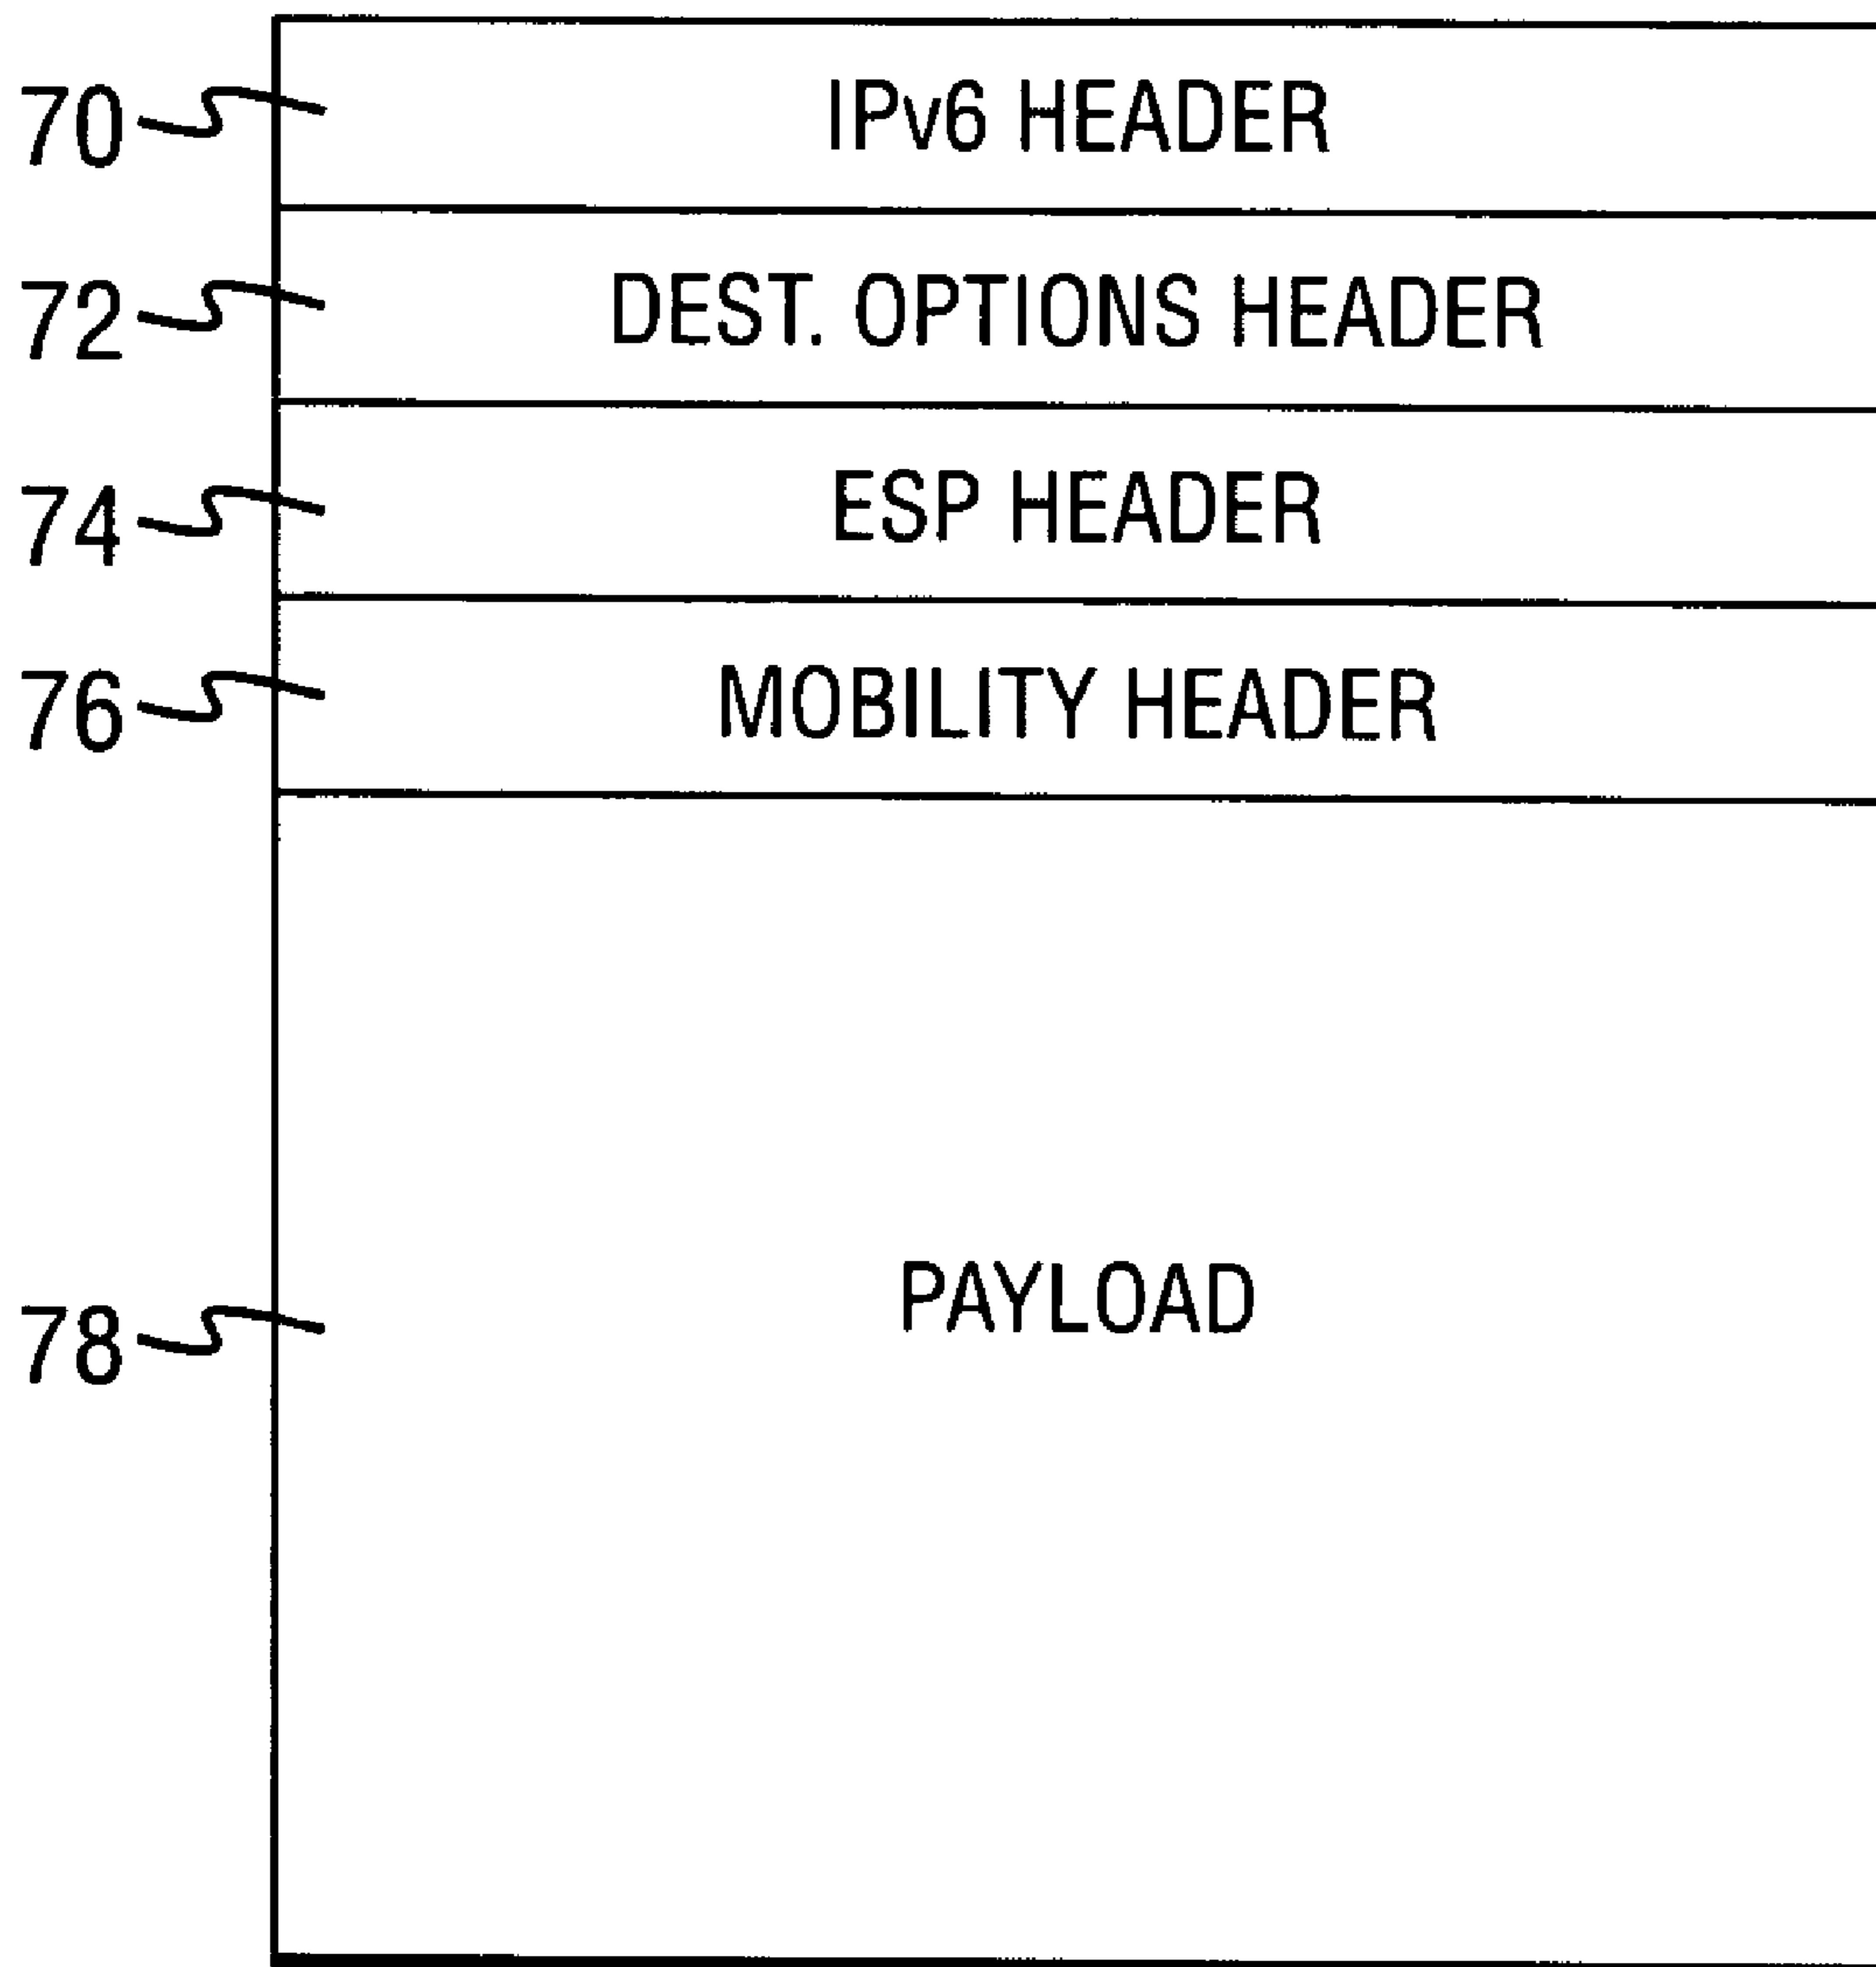 70 IPv6 HEADER
72 DEST. OPTIONS HEADER
74 ESP HEADER
76 MOBILITY HEADER
78 PAYLOAD